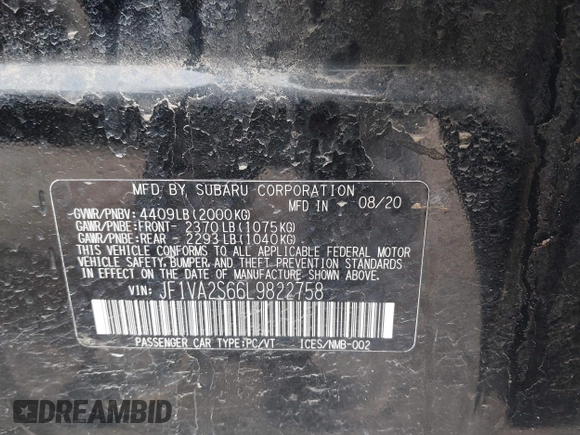 MFD BY SUBARU CORPORATION
DATE 08/20
GVWR/PNBV: 4409LB(2000KG)
GAWR/PNBE:FRONT- 2370LB(1075KG)
GAWR/PNBE:REAR - 2293LB(1040KG)
THIS VEHICLE CONFORMS TO ALL APPLICABLE FEDERAL MOTOR
VEHICLE SAFETY,BUMPER,AND THEFT PREVENTION STANDARDS
IN EFFECT ON THE DATE OF MANUFACTURE SHOWN ABOVE.
VIN: JF1VA2S66L9822758
PASSENGER CAR TYPE:PC/VT ICES/NMB-002
DREAMBID